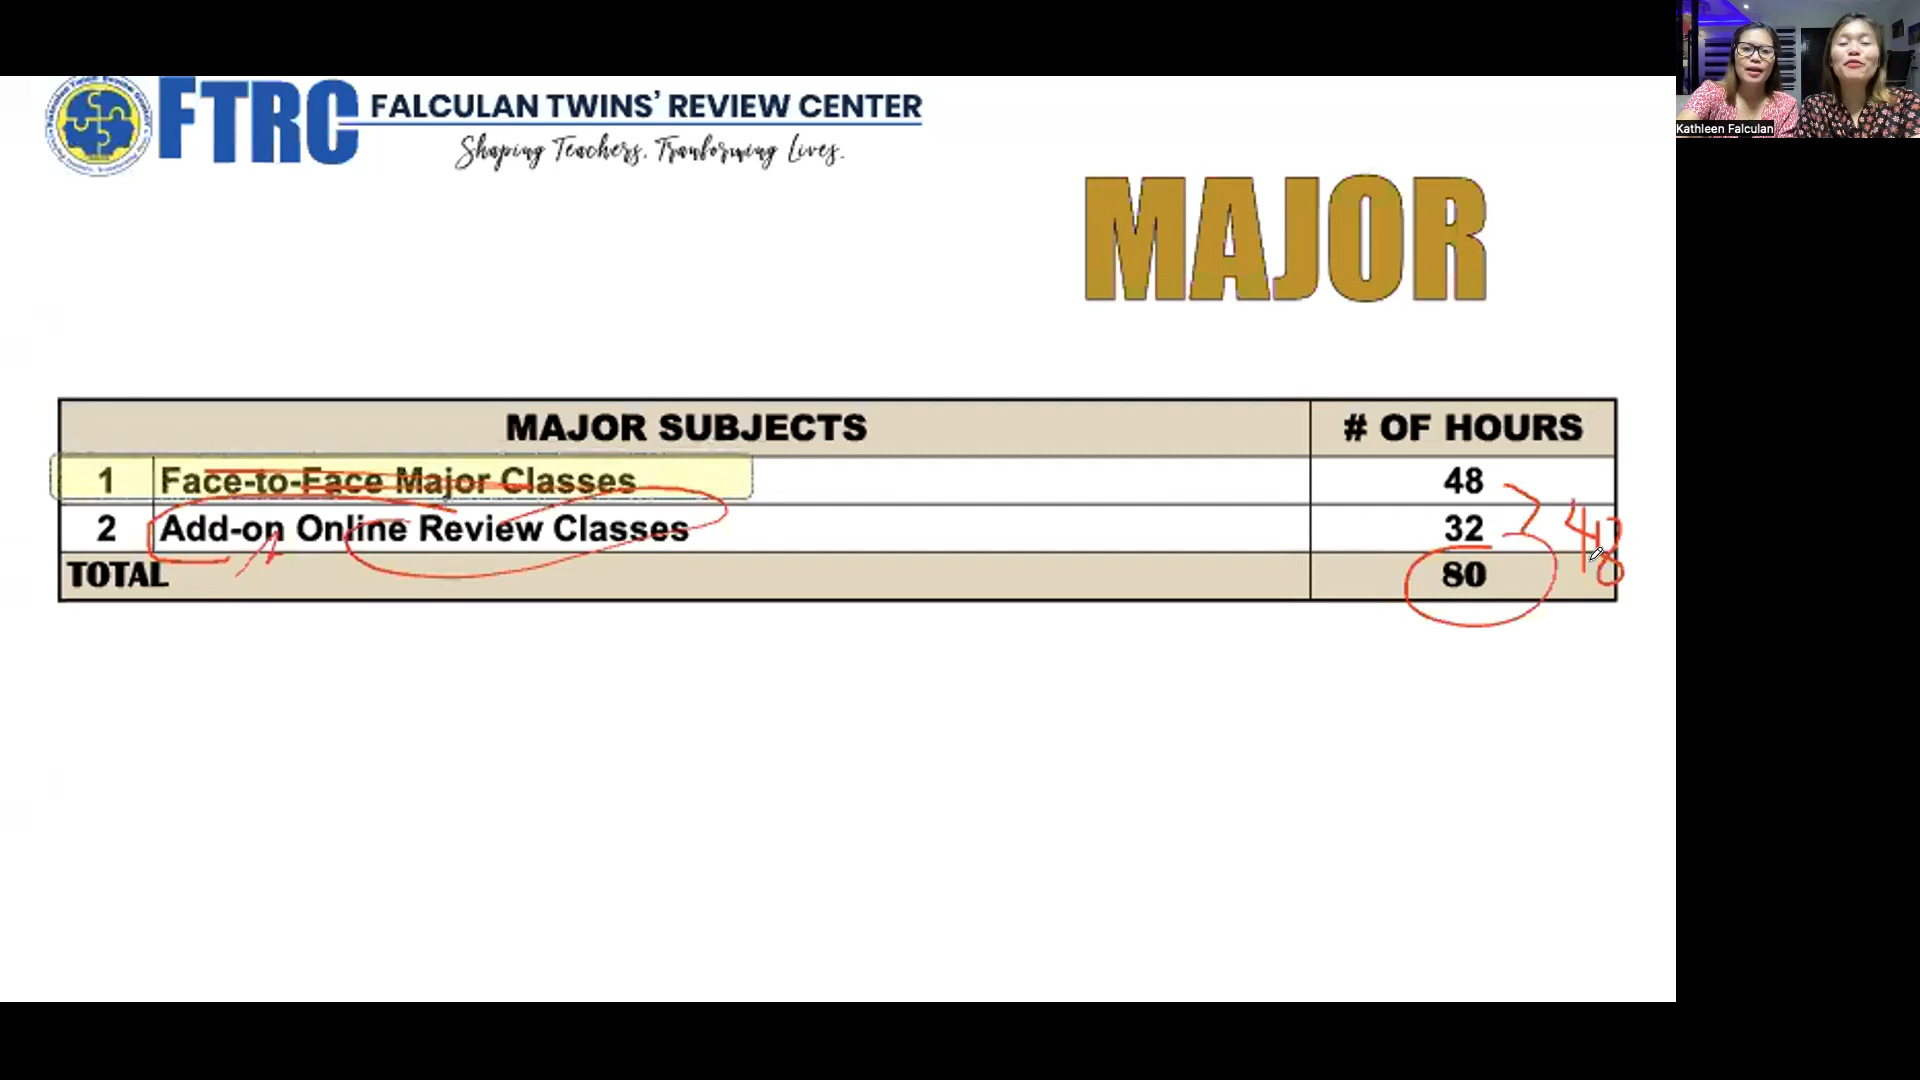 FTRC FALCULAN TWINS' REVIEW CENTER
Shaping Teachers, Tranforming Lives.
MAJOR
MAJOR SUBJECTS # OF HOURS
1 Face-to-Face Major Classes 48
2 Add-on Online Review Classes 32
48
TOTAL 80
Kathleen Falculan